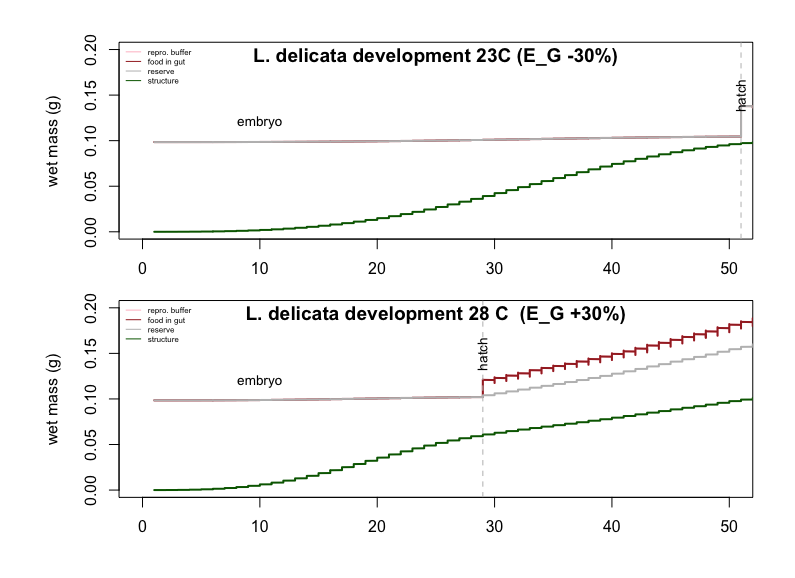 L. delicata development 23C (E_G -30%)
repro. buffer
food in gut
reserve
structure
embryo
hatch
wet mass (g)
0.00 0.05 0.10 0.15 0.20
0 10 20 30 40 50
L. delicata development 28 C  (E_G +30%)
repro. buffer
food in gut
reserve
structure
embryo
hatch
wet mass (g)
0.00 0.05 0.10 0.15 0.20
0 10 20 30 40 50